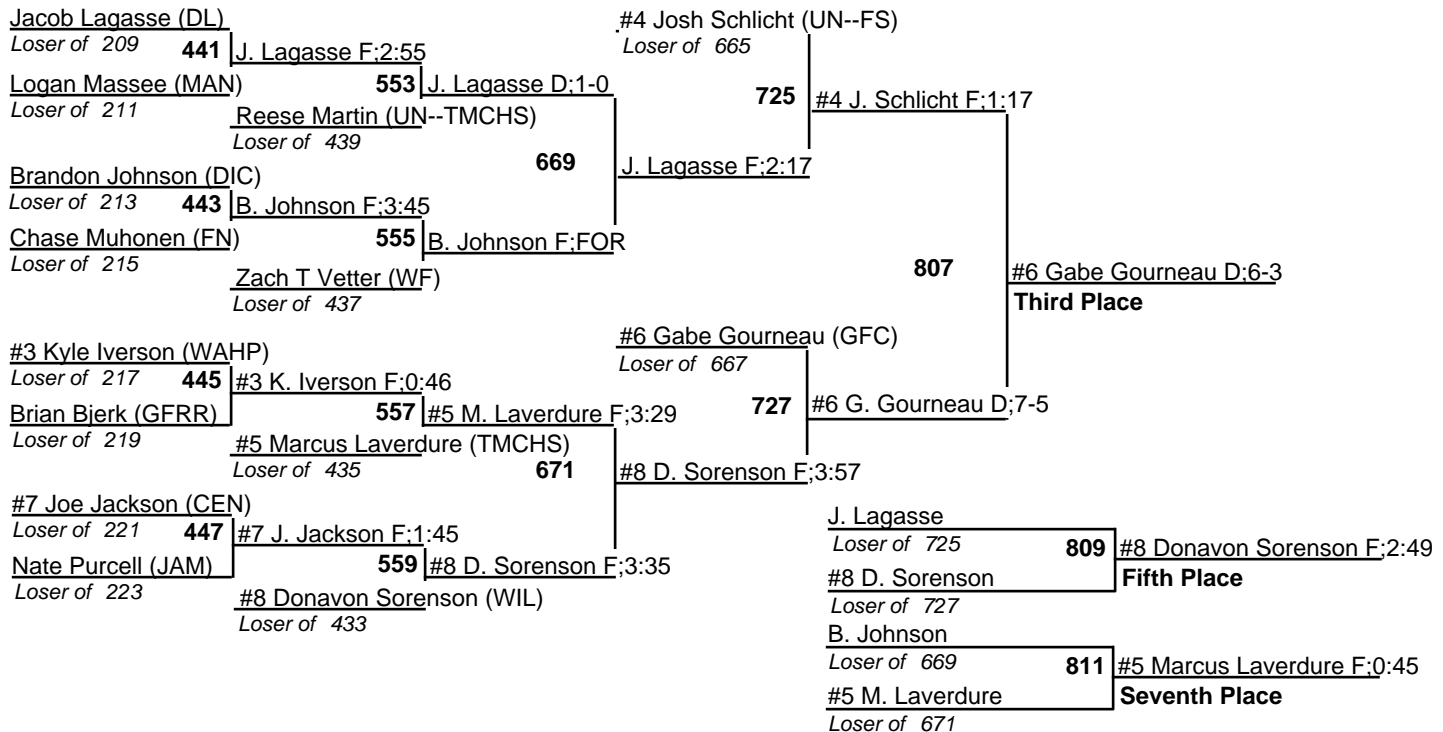 Jacob Lagasse (DL)
Loser of 209
441
J. Lagasse F;2:55
Logan Massee (MAN)
Loser of 211
553
J. Lagasse D;1-0
Reese Martin (UN--TMCHS)
Loser of 439
669
J. Lagasse F;2:17
Brandon Johnson (DIC)
Loser of 213
443
B. Johnson F;3:45
Chase Muhonen (FN)
Loser of 215
555
B. Johnson F;FOR
Zach T Vetter (WF)
Loser of 437
#3 Kyle Iverson (WAHP)
Loser of 217
445
#3 K. Iverson F;0:46
Brian Bjerk (GFRR)
Loser of 219
557
#5 M. Laverdure F;3:29
#5 Marcus Laverdure (TMCHS)
Loser of 435
671
#8 D. Sorenson F;3:57
#7 Joe Jackson (CEN)
Loser of 221
447
#7 J. Jackson F;1:45
Nate Purcell (JAM)
Loser of 223
559
#8 D. Sorenson F;3:35
#8 Donavon Sorenson (WIL)
Loser of 433
#4 Josh Schlicht (UN--FS)
Loser of 665
725
#4 J. Schlicht F;1:17
807
#6 Gabe Gourneau D;6-3
Third Place
#6 Gabe Gourneau (GFC)
Loser of 667
727
#6 G. Gourneau D;7-5
J. Lagasse
Loser of 725
809
#8 Donavon Sorenson F;2:49
#8 D. Sorenson
Fifth Place
Loser of 727
B. Johnson
Loser of 669
811
#5 Marcus Laverdure F;0:45
#5 M. Laverdure
Seventh Place
Loser of 671